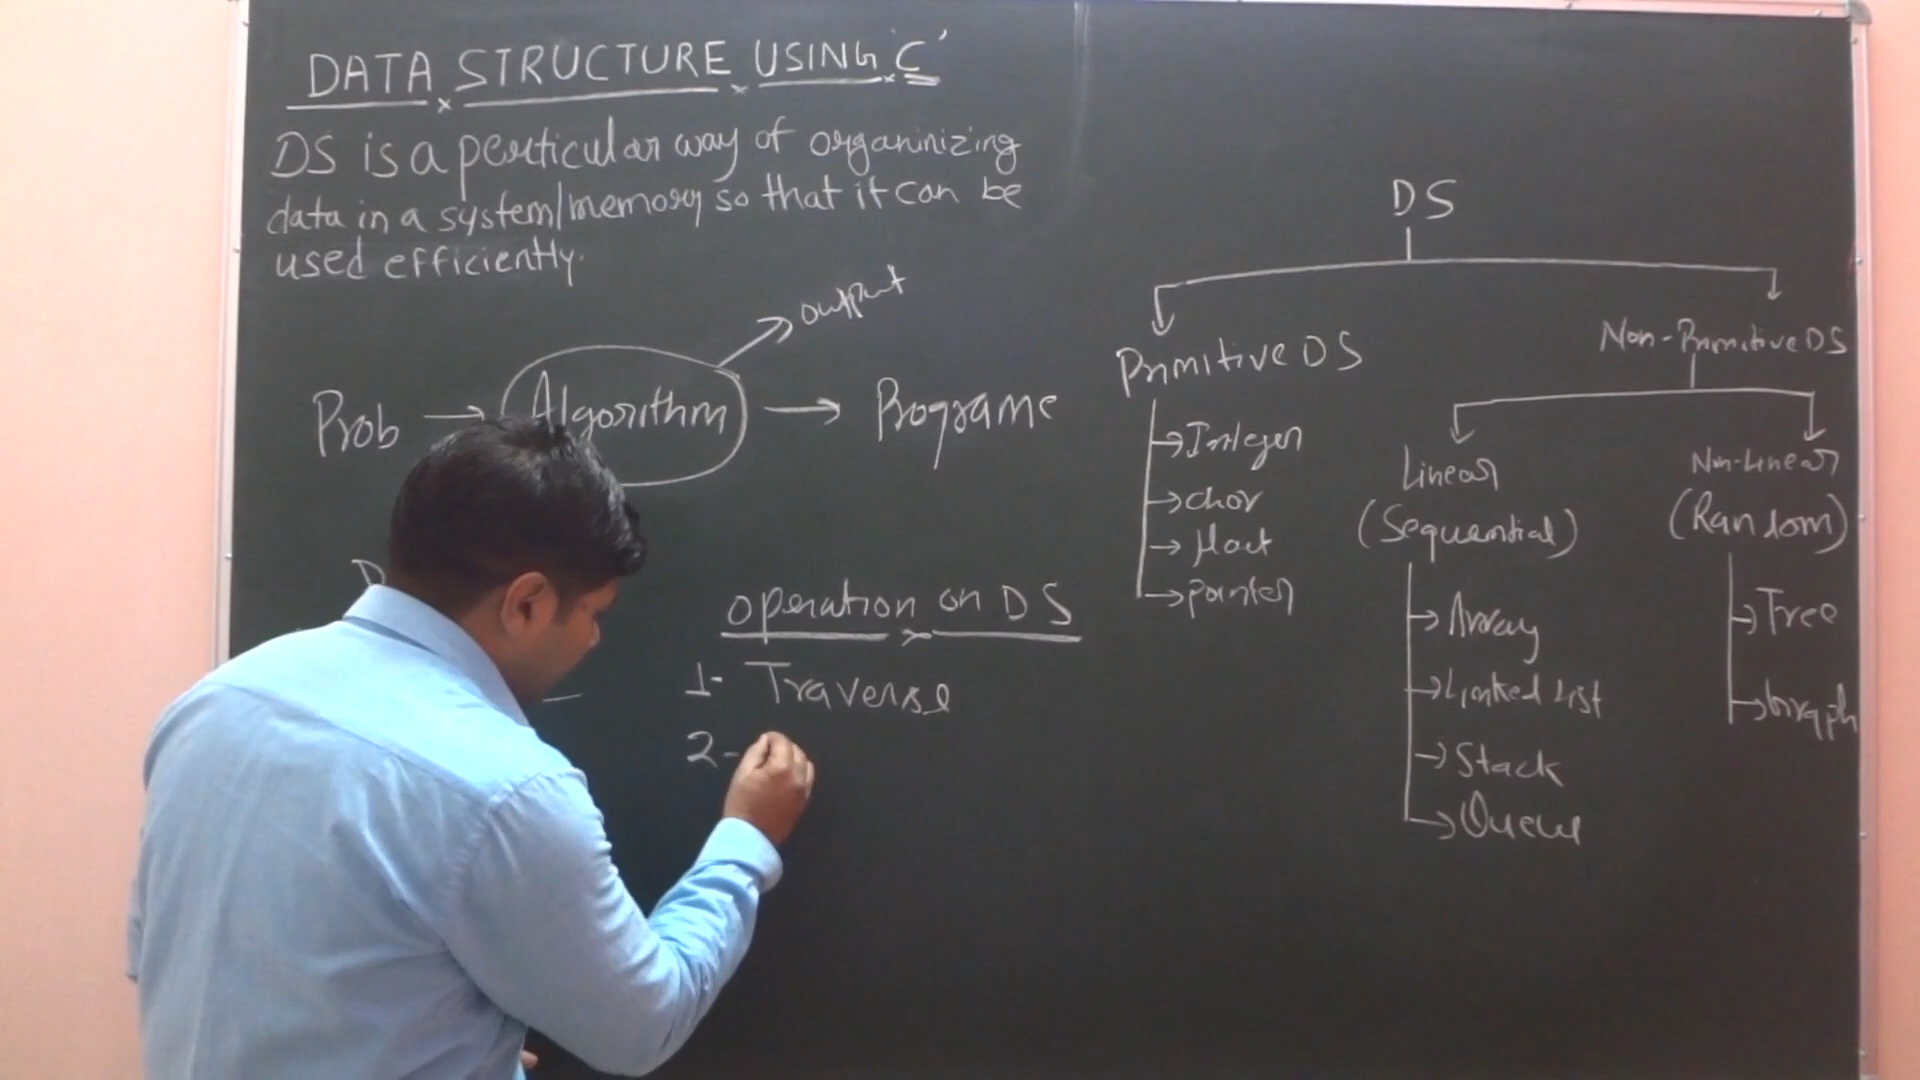 DATA STRUCTURE USING 'C'
DS is a perticular way of organinizing
data in a system/memory so that it can be
used efficiently.
output
Prob → Algorithm → Programe
Operation on DS
1- Traverse
2-
DS
Primitive DS
Integer
char
float
pointer
Non-Primitive DS
Linear
(Sequential)
Array
Linked List
Stack
Queue
Non-Linear
(Random)
Tree
Graph